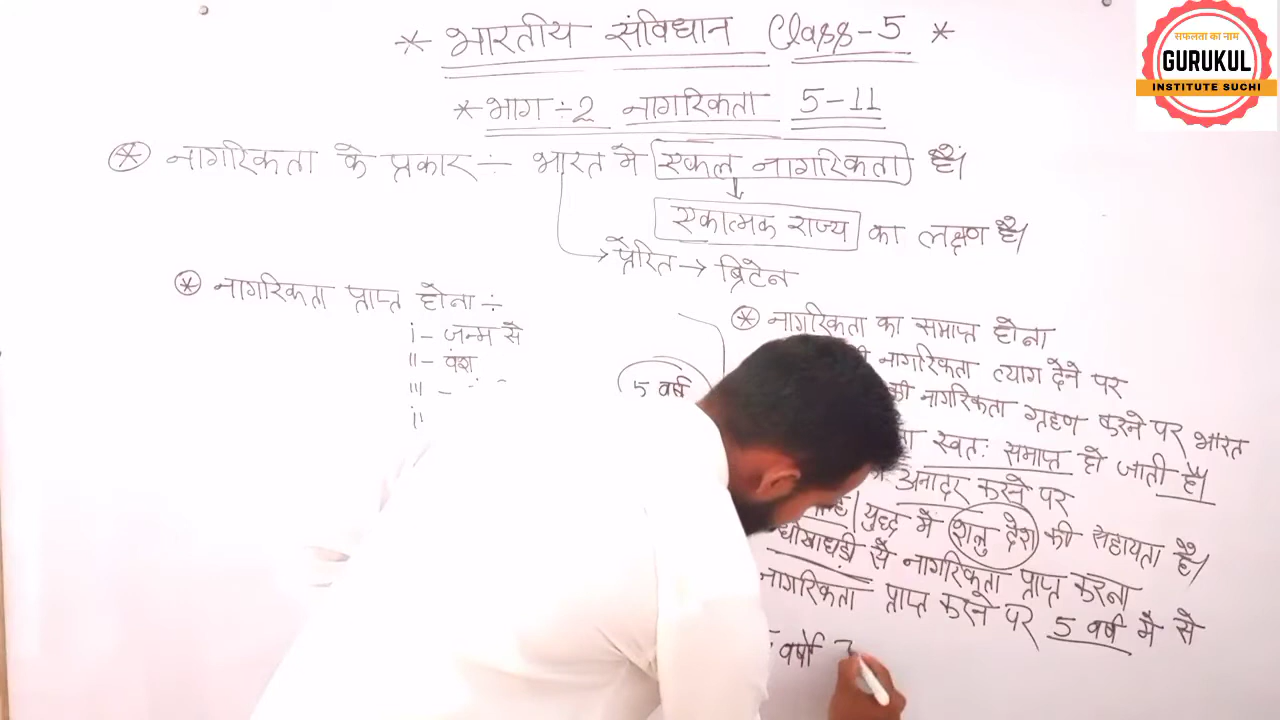 * भारतीय संविधान Class-5 *
* भाग ÷ 2 नागरिकता 5-11
* नागरिकता के प्रकार ÷ भारत में एकल नागरिकता है।
↓
एकात्मक राज्य का लक्षण है।
→ प्रेरित → ब्रिटेन
* नागरिकता प्राप्त होना ÷
i- जन्म से
ii- वंश
iii -
5 वर्ष
* नागरिकता का समाप्त होना
नागरिकता त्याग देने पर
की नागरिकता ग्रहण करने पर भारत
स्वतः समाप्त हो जाती है।
अनादर करने पर
युद्ध में शत्रु देश की सहायता है।
धोखाधड़ी से नागरिकता प्राप्त करना
नागरिकता प्राप्त करने पर 5 वर्ष में से
वर्षो
सफलता का नाम
GURUKUL
INSTITUTE SUCHI